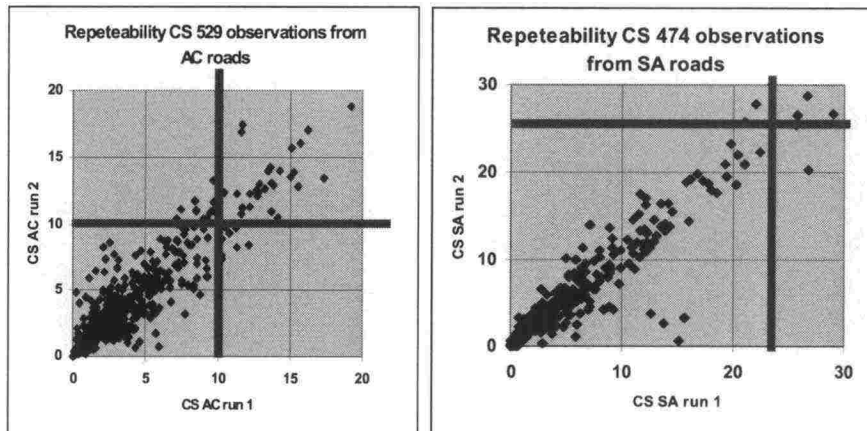 Repeteability CS 529 observations from
AC roads
20
15
10
5
0
0
5
10
15
20
CS AC run 2
CS AC run 1
Repeteability CS 474 observations
from SA roads
30
20
10
0
0
10
20
30
CS SA run 2
CS SA run 1